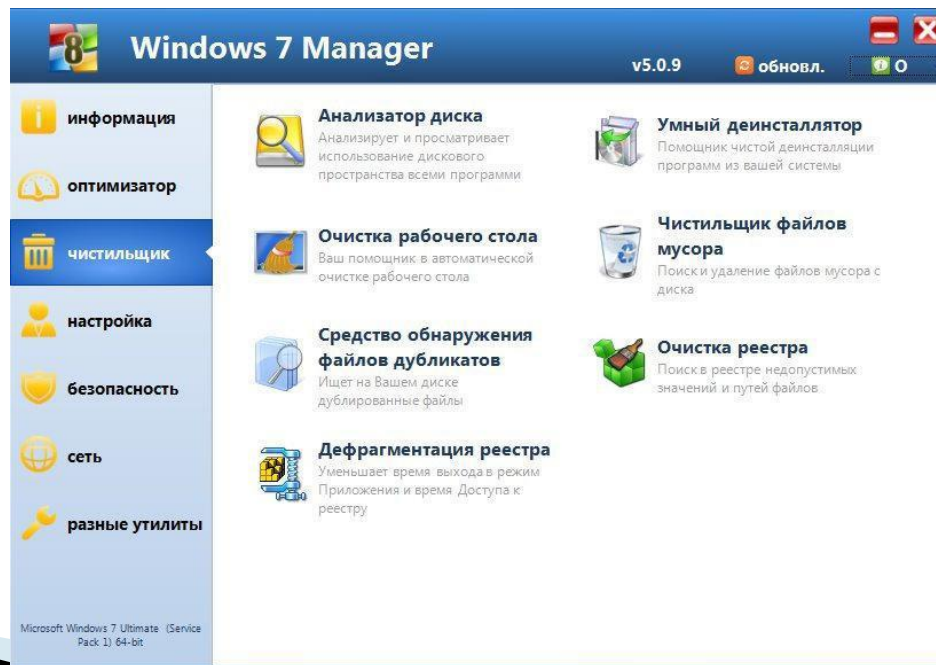 8
Windows 7 Manager
v5.0.9
обновл.
О
информация
оптимизатор
чистильщик
настройка
безопасность
сеть
разные утилиты
Microsoft Windows 7 Ultimate (Service
Pack 1) 64-bit
Анализатор диска
Анализирует и просматривает
использование дискового
пространства всеми программи
Умный деинсталлятор
Помощник чистой деинсталляции
программ из вашей системы
Очистка рабочего стола
Ваш помощник в автоматической
очистке рабочего стола
Чистильщик файлов
мусора
Поиск и удаление файлов мусора с
диска
Средство обнаружения
файлов дубликатов
Ищет на Вашем диске
дублированные файлы
Очистка реестра
Поиск в реестре недопустимых
значений и путей файлов
Дефрагментация реестра
Уменьшает время выхода в режим
Приложения и время Доступа к
реестру